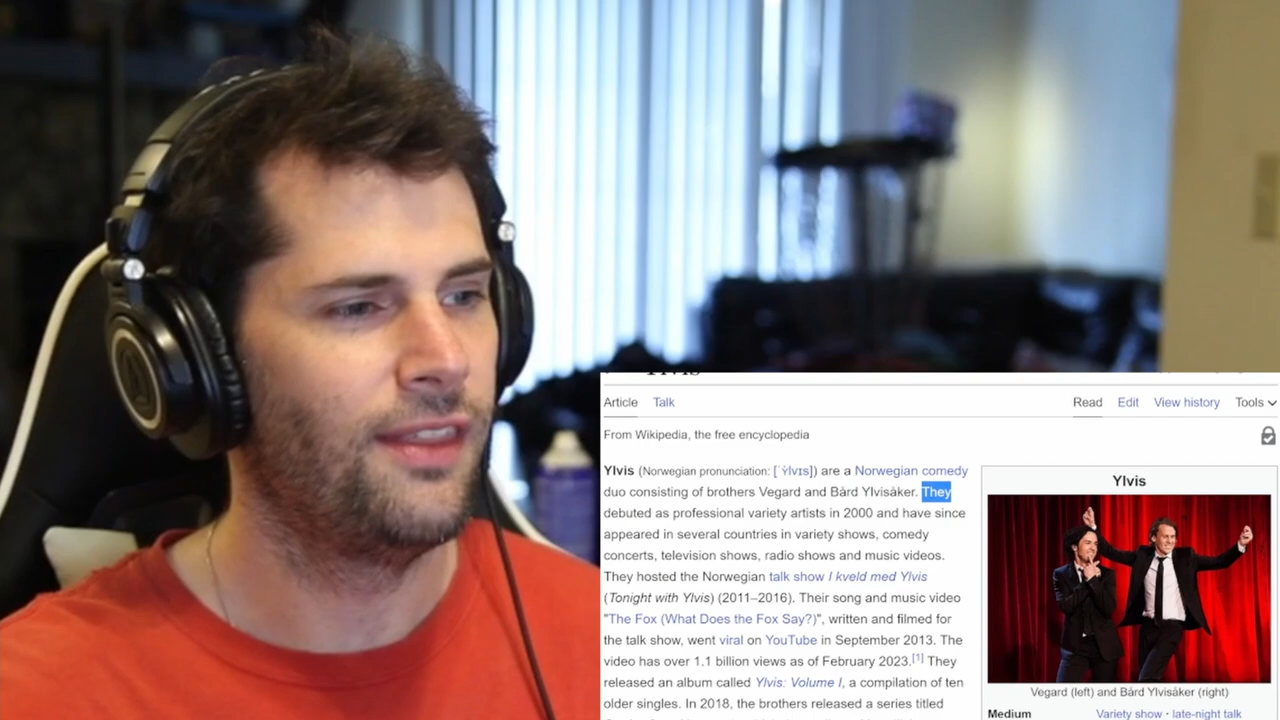 Ylvis
Article Talk Read Edit View history Tools
From Wikipedia, the free encyclopedia
Ylvis (Norwegian pronunciation: [ˈŷlvɪs]) are a Norwegian comedy
duo consisting of brothers Vegard and Bård Ylvisåker. They
debuted as professional variety artists in 2000 and have since
appeared in several countries in variety shows, comedy
concerts, television shows, radio shows and music videos.
They hosted the Norwegian talk show I kveld med Ylvis
(Tonight with Ylvis) (2011–2016). Their song and music video
"The Fox (What Does the Fox Say?)", written and filmed for
the talk show, went viral on YouTube in September 2013. The
video has over 1.1 billion views as of February 2023.[1] They
released an album called Ylvis: Volume I, a compilation of ten
older singles. In 2018, the brothers released a series titled
Ylvis
Vegard (left) and Bård Ylvisåker (right)
Medium Variety show · late-night talk